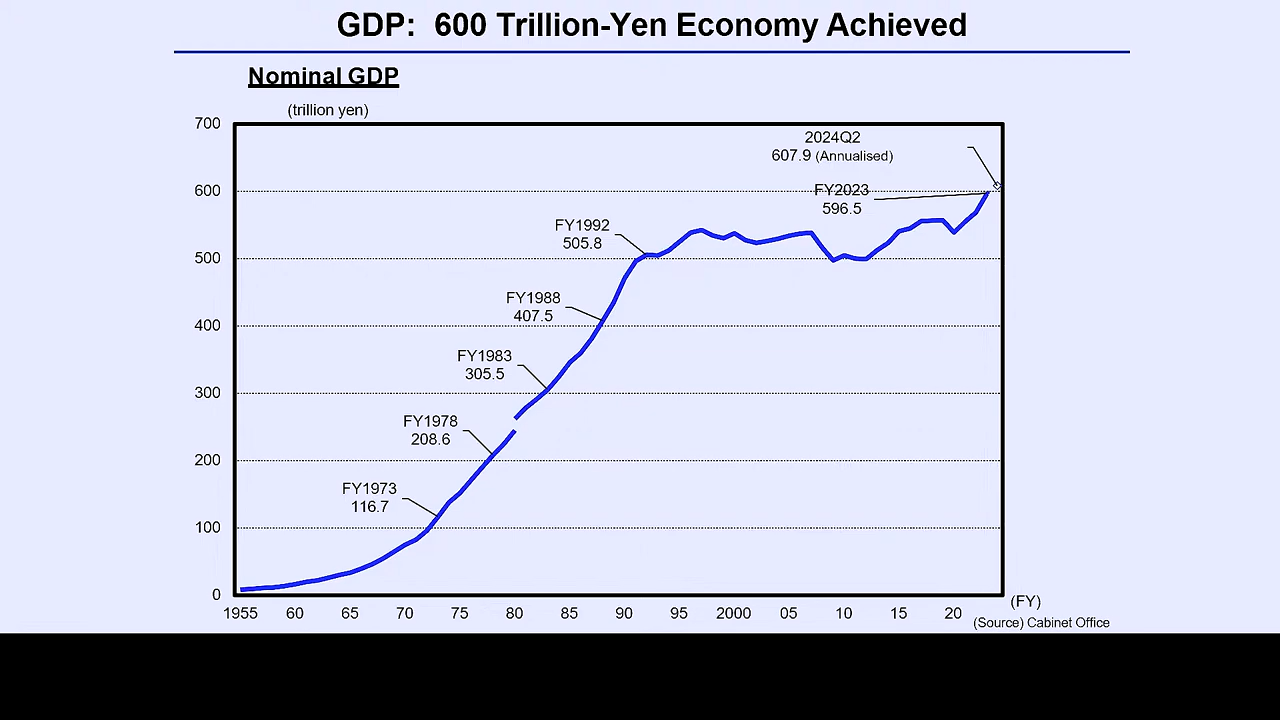 GDP: 600 Trillion-Yen Economy Achieved
Nominal GDP
(trillion yen)
700
600
500
400
300
200
100
0
2024Q2
607.9 (Annualised)
FY2023
596.5
FY1992
505.8
FY1988
407.5
FY1983
305.5
FY1978
208.6
FY1973
116.7
1955 60 65 70 75 80 85 90 95 2000 05 10 15 20
(FY)
(Source) Cabinet Office